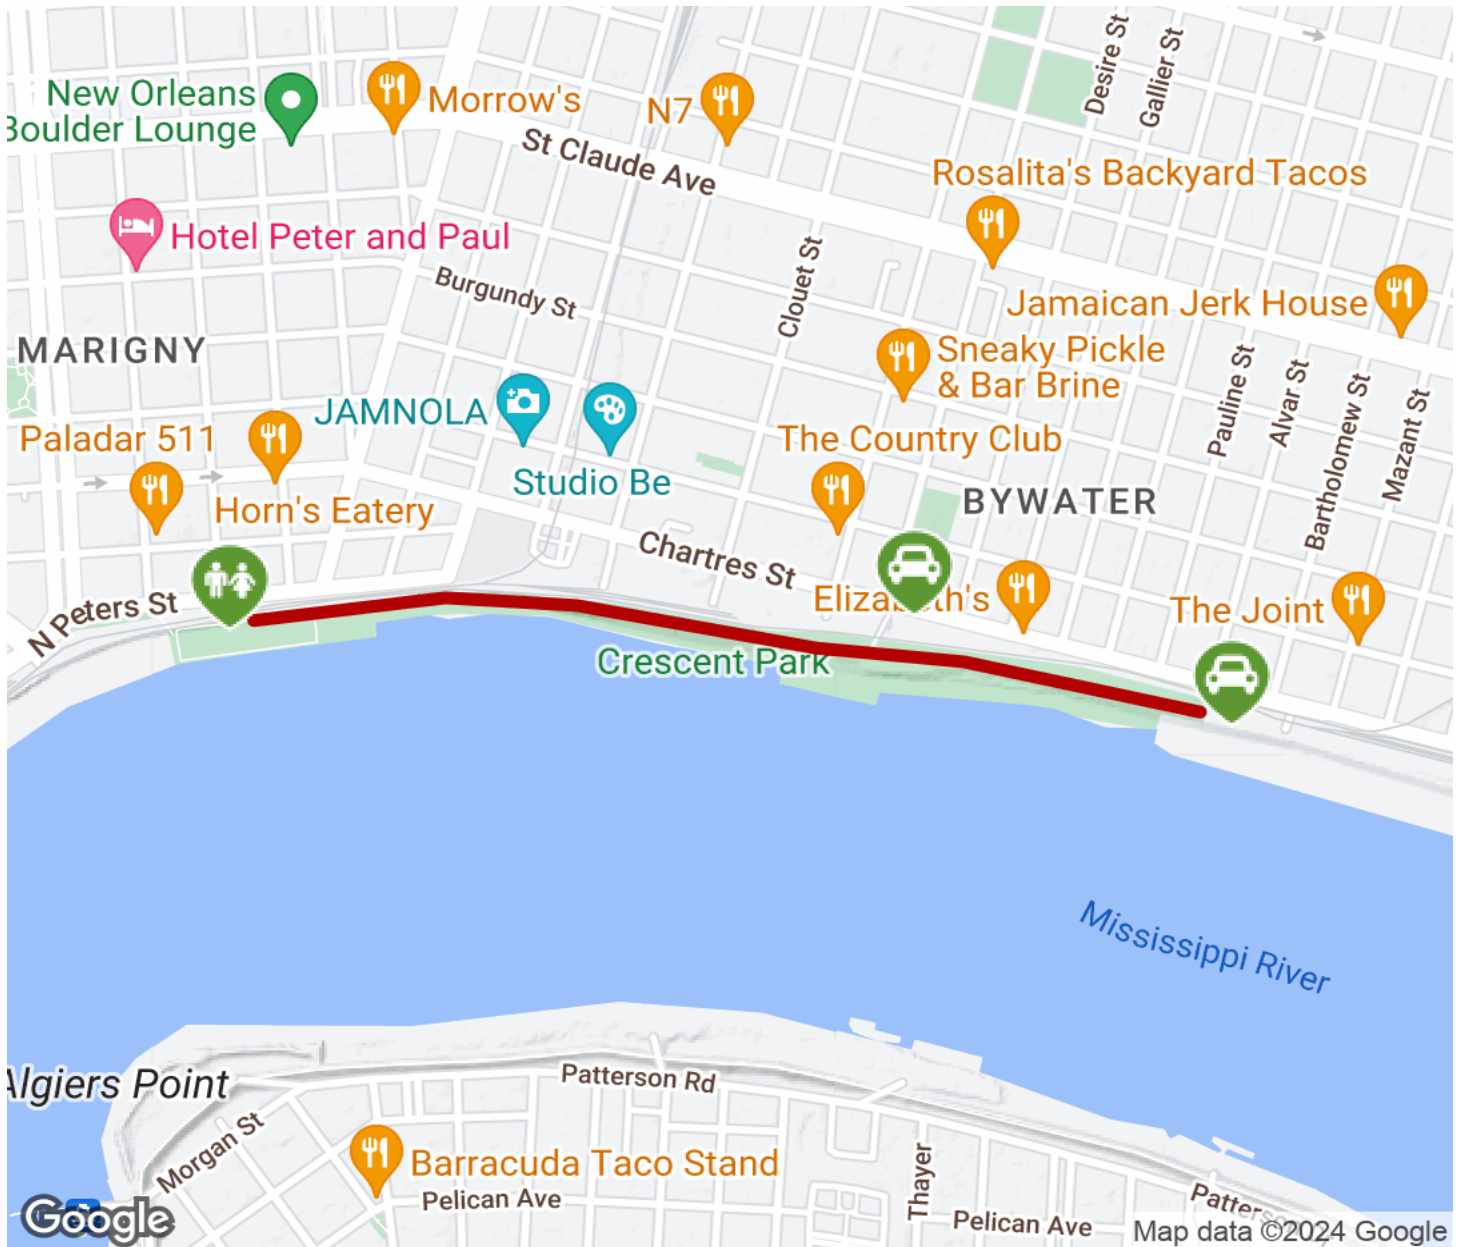 Desire St
Gallier St
New Orleans
Boulder Lounge
Morrow's
N7
St Claude Ave
Rosalita's Backyard Tacos
Hotel Peter and Paul
Clouet St
Burgundy St
Jamaican Jerk House
MARIGNY
Sneaky Pickle
& Bar Brine
Pauline St
Alvar St
Bartholomew St
Mazant St
JAMNOLA
Paladar 511
The Country Club
Studio Be
BYWATER
Horn's Eatery
Chartres St
N Peters St
Elizabeth's
The Joint
Crescent Park
Mississippi River
Algiers Point
Patterson Rd
Morgan St
Barracuda Taco Stand
Thayer
Pelican Ave
Patterso
Pelican Ave
Google
Map data ©2024 Google